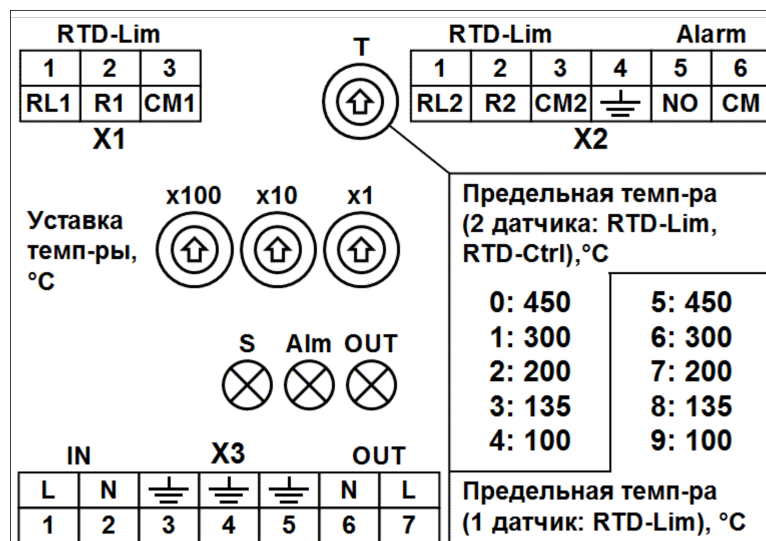 RTD-Lim
1 2 3
RL1 R1 CM1
X1
T
RTD-Lim Alarm
1 2 3 4 5 6
RL2 R2 CM2 NO CM
X2
Уставка
темп-ры,
°C
x100 x10 x1
Предельная темп-ра
(2 датчика: RTD-Lim,
RTD-Ctrl),°C
0: 450
1: 300
2: 200
3: 135
4: 100
5: 450
6: 300
7: 200
8: 135
9: 100
Предельная темп-ра
(1 датчик: RTD-Lim), °C
S Alm OUT
IN X3 OUT
L N N L
1 2 3 4 5 6 7